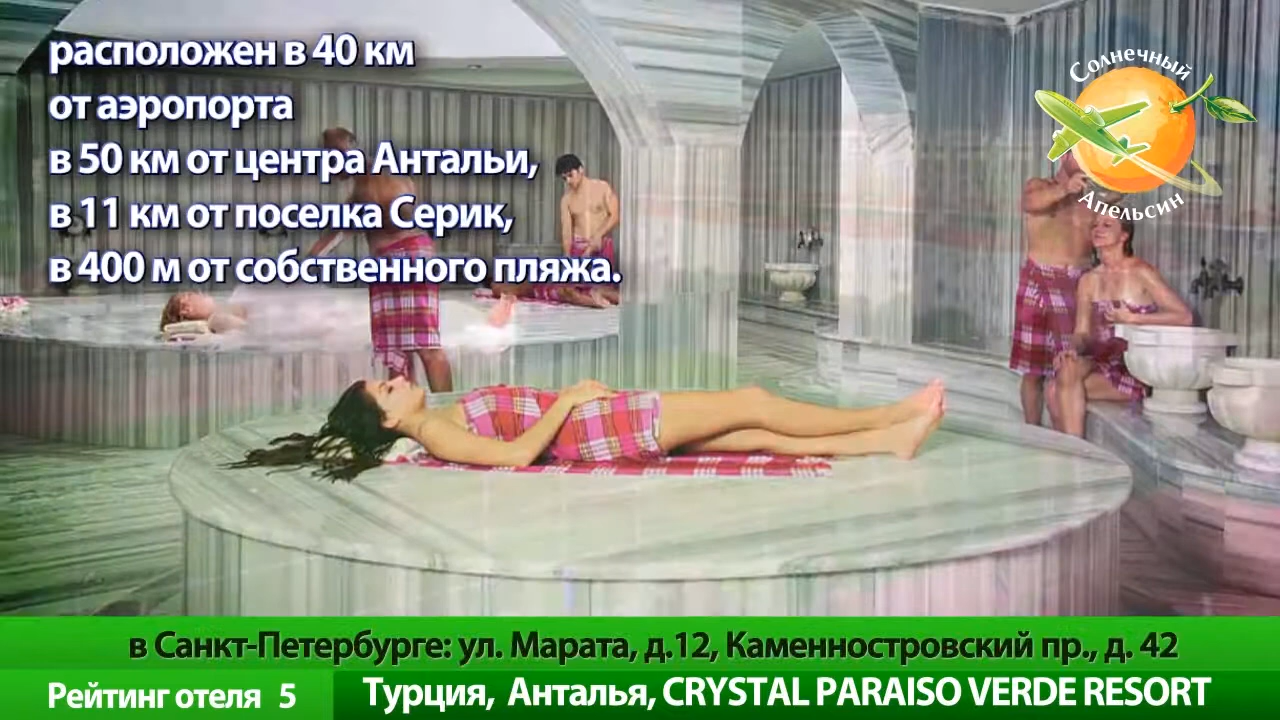 расположен в 40 км
от аэропорта
в 50 км от центра Антальи,
в 11 км от поселка Серик,
в 400 м от собственного пляжа.
Солнечный
Апельсин
в Санкт-Петербурге: ул. Марата, д.12, Каменностровский пр., д. 42
Рейтинг отеля 5
Турция, Анталья, CRYSTAL PARAISO VERDE RESORT